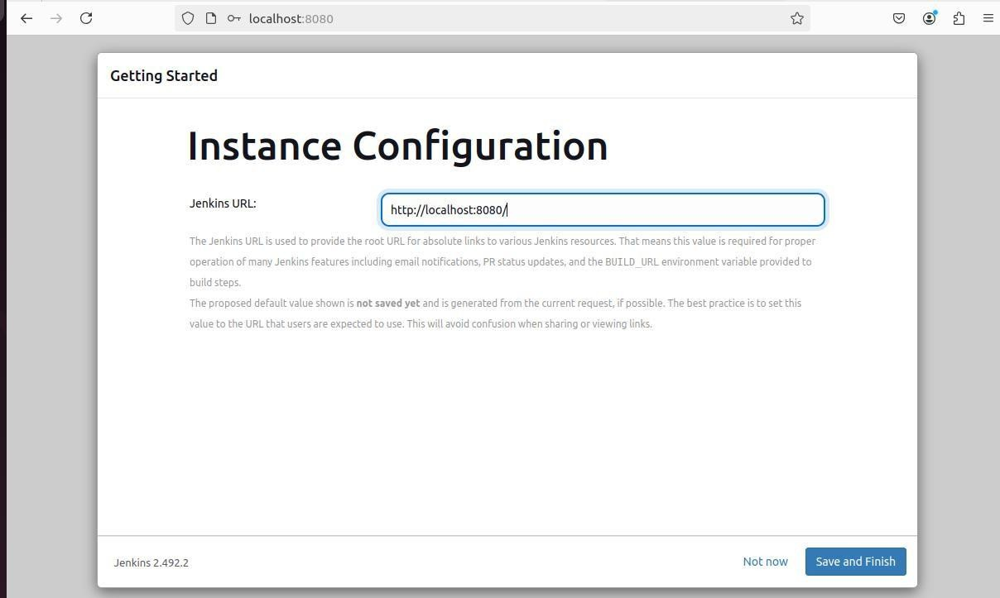 localhost:8080
Getting Started
Instance Configuration
Jenkins URL:
http://localhost:8080/
The Jenkins URL is used to provide the root URL for absolute links to various Jenkins resources. That means this value is required for proper
operation of many Jenkins features including email notifications, PR status updates, and the BUILD_URL environment variable provided to
build steps.
The proposed default value shown is not saved yet and is generated from the current request, if possible. The best practice is to set this
value to the URL that users are expected to use. This will avoid confusion when sharing or viewing links.
Jenkins 2.492.2
Not now
Save and Finish